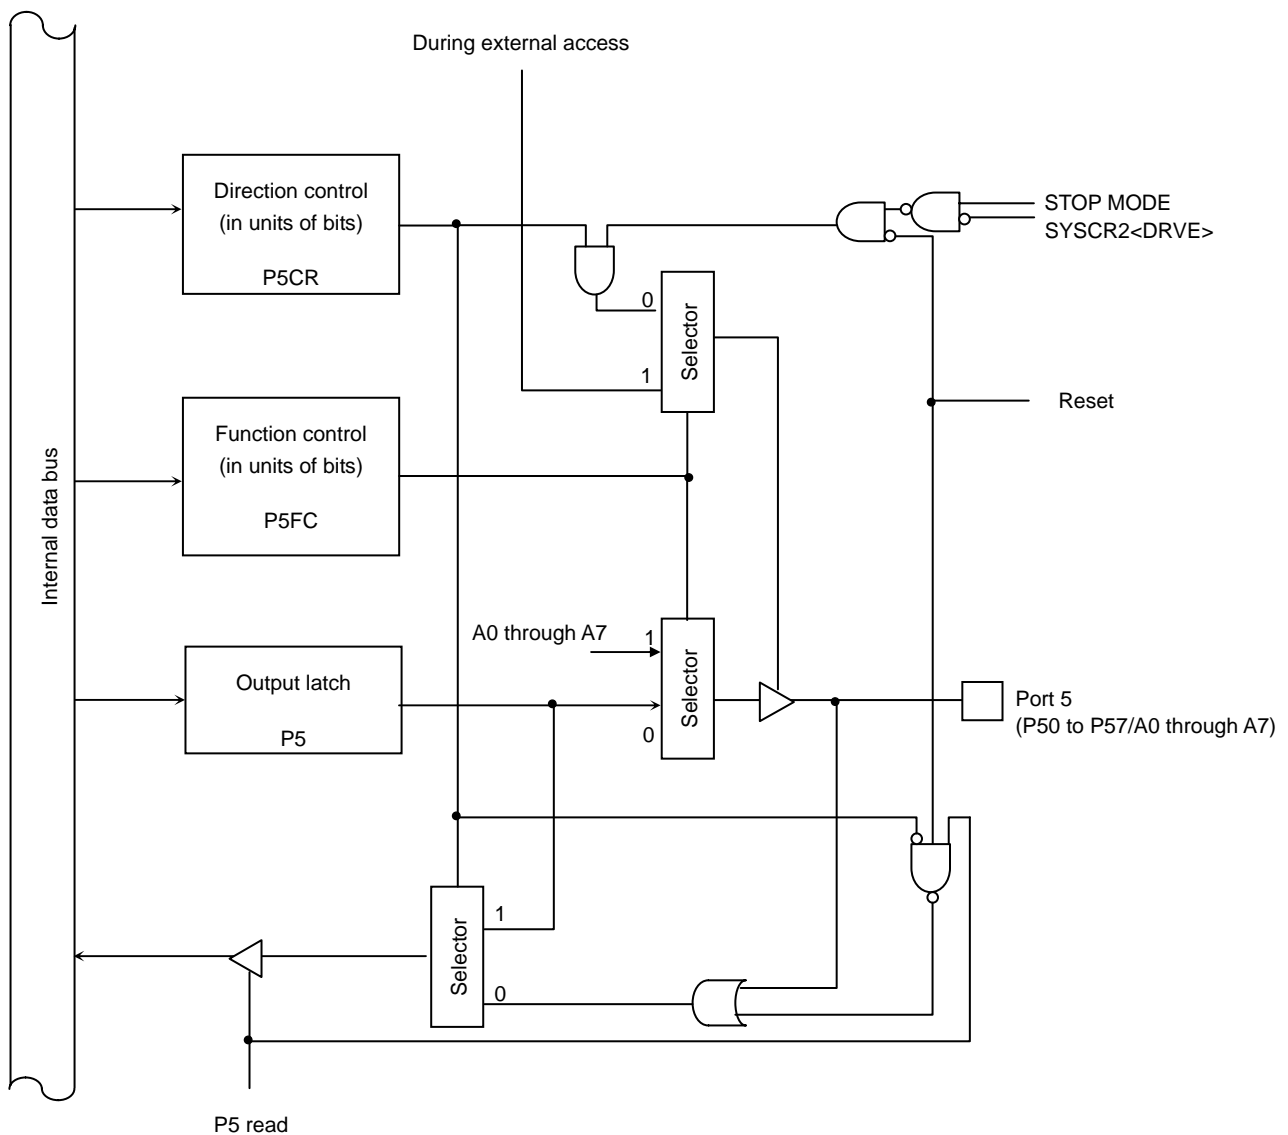 During external access
Direction control
(in units of bits)
P5CR
STOP MODE
SYSCR2<DRVE>
0
Selector
1
Reset
Function control
(in units of bits)
P5FC
Internal data bus
A0 through A7
1
Selector
0
Output latch
P5
Port 5
(P50 to P57/A0 through A7)
1
Selector
0
P5 read